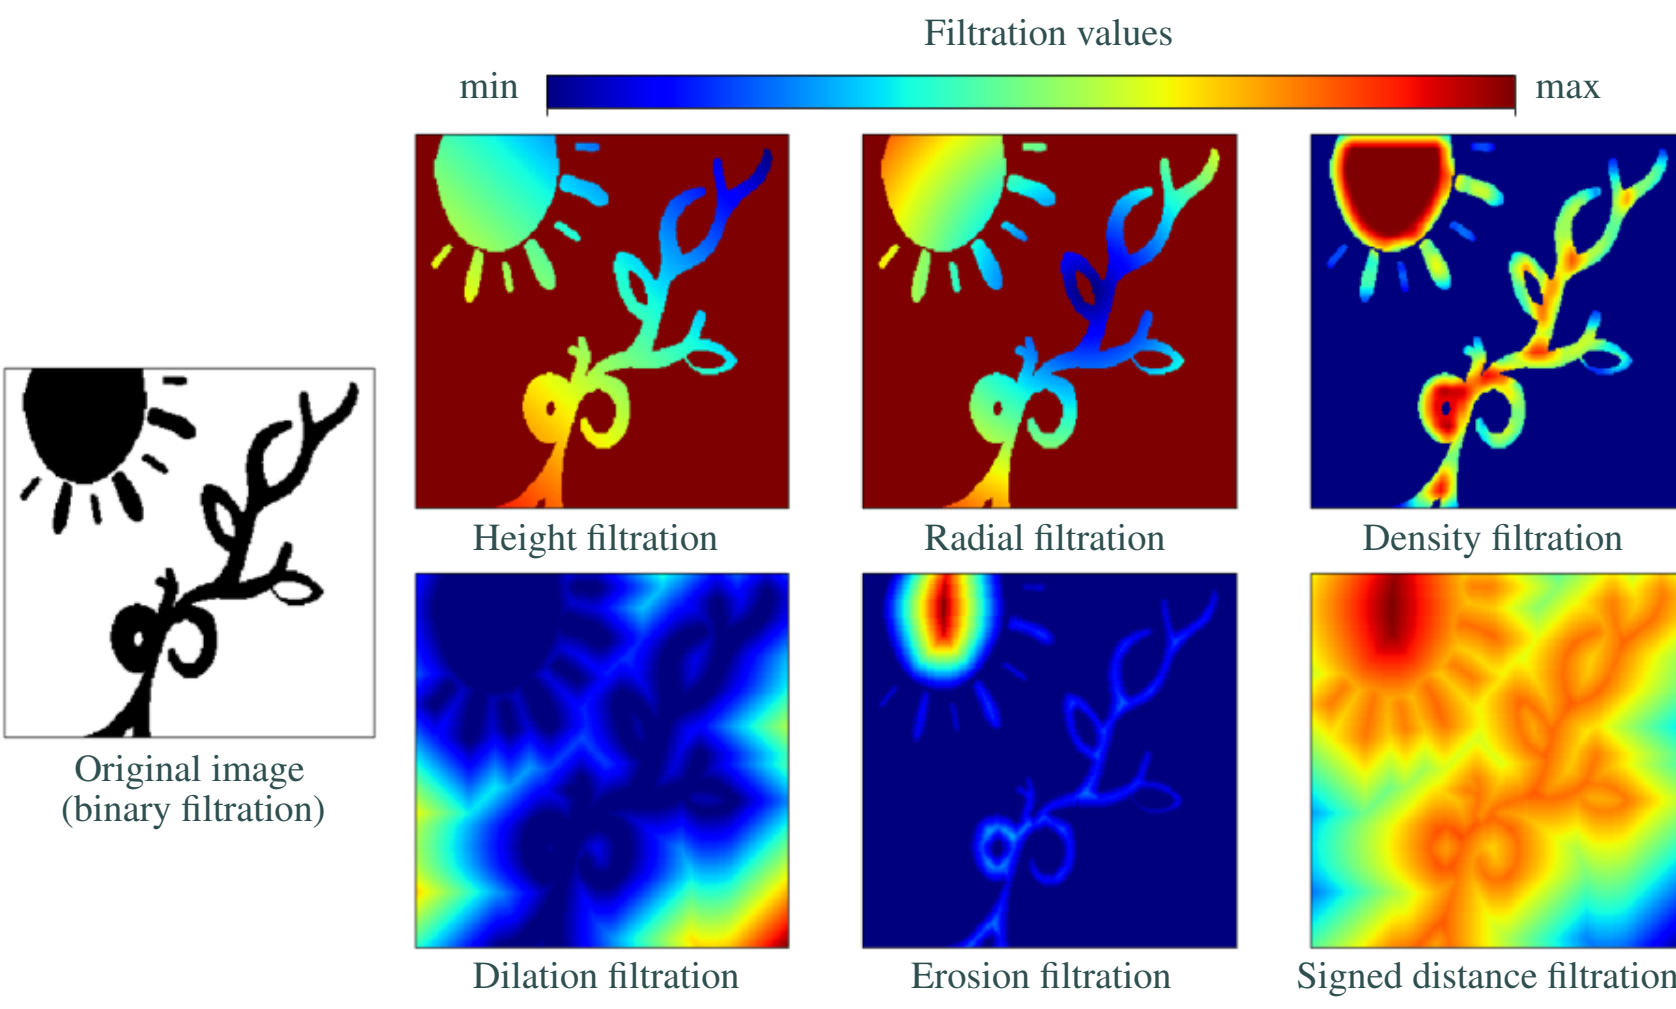 Filtration values
min
max
Height filtration
Radial filtration
Density filtration
Original image
(binary filtration)
Dilation filtration
Erosion filtration
Signed distance filtration